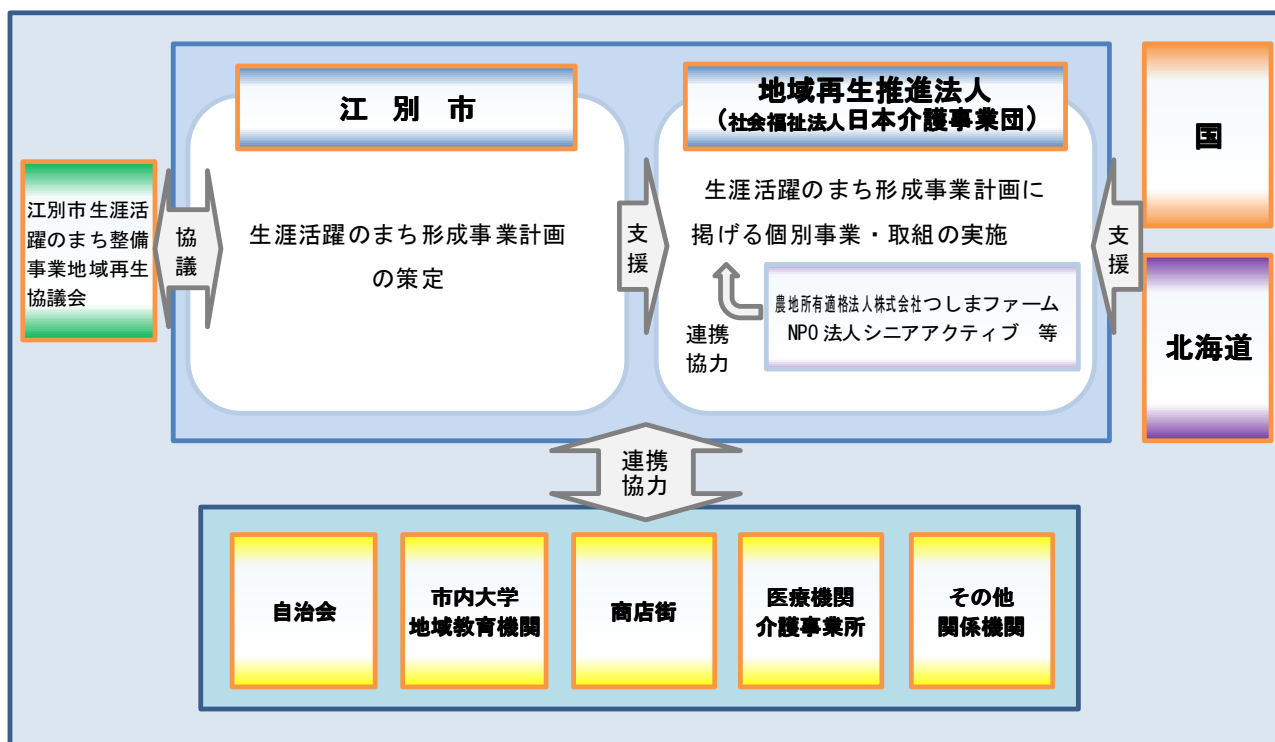 江別市
地域再生推進法人
（社会福祉法人日本介護事業団）
国
江別市生涯活
躍のまち整備
事業地域再生
協議会
協
議
生涯活躍のまち形成事業計画
の策定
支
援
生涯活躍のまち形成事業計画に
掲げる個別事業・取組の実施
農地所有適格法人株式会社つしまファーム
NPO法人シニアアクティブ　等
連携
協力
支
援
北海道
連携
協力
自治会
市内大学
地域教育機関
商店街
医療機関
介護事業所
その他
関係機関